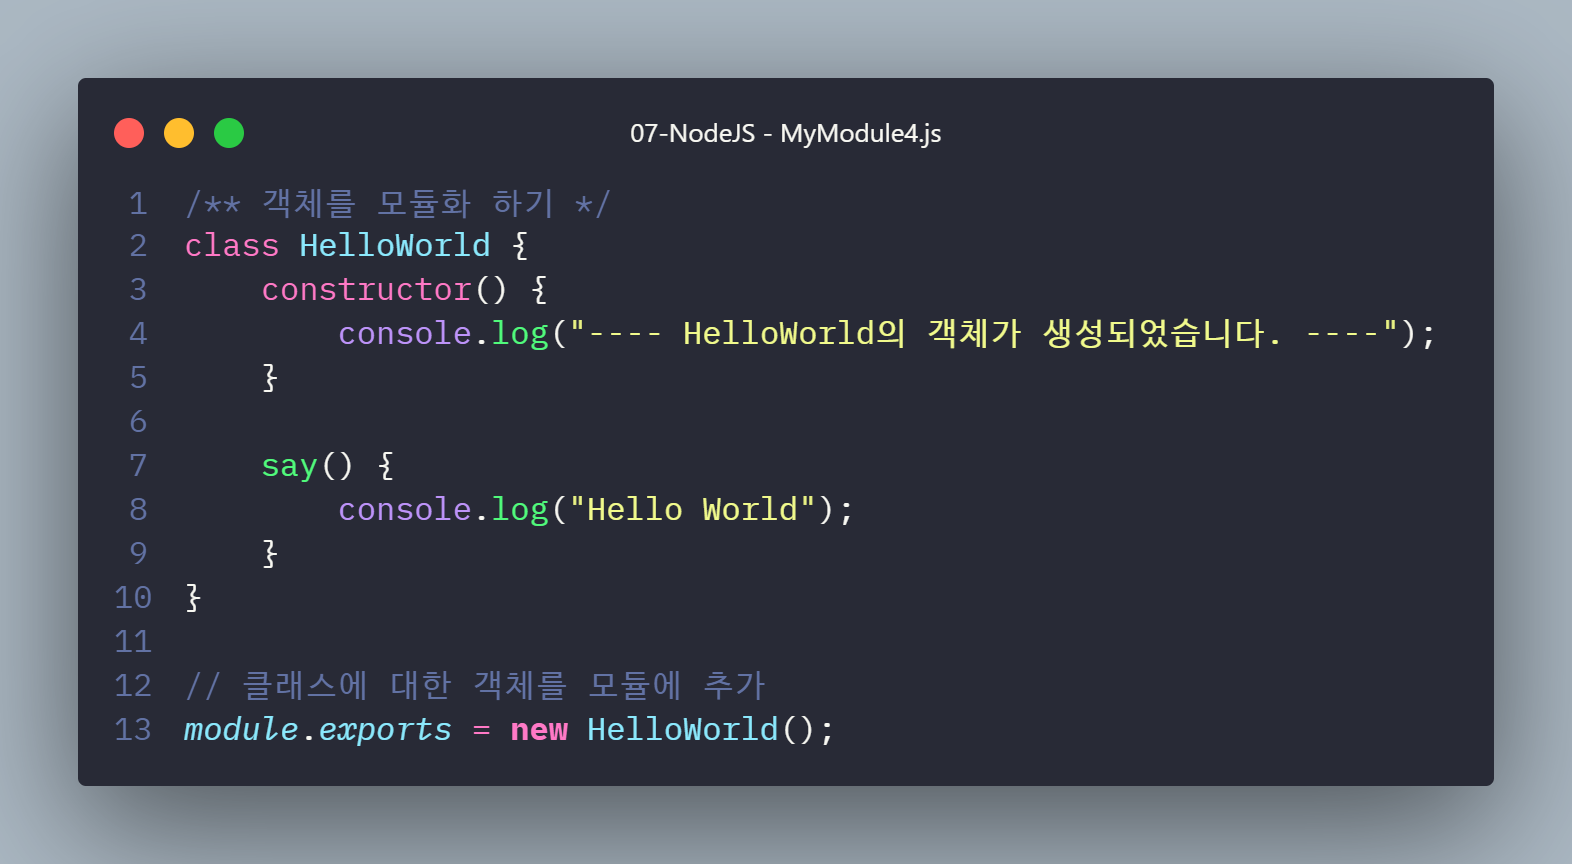 07-NodeJS - MyModule4.js
1 /** 객체를 모듈화 하기 */
2 class HelloWorld {
3     constructor() {
4         console.log("---- HelloWorld의 객체가 생성되었습니다. ----");
5     }
6
7     say() {
8         console.log("Hello World");
9     }
10 }
11
12 // 클래스에 대한 객체를 모듈에 추가
13 module.exports = new HelloWorld();